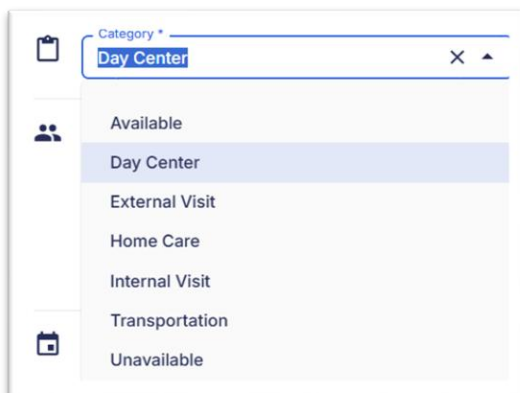 Category *
Day Center
Available
Day Center
External Visit
Home Care
Internal Visit
Transportation
Unavailable